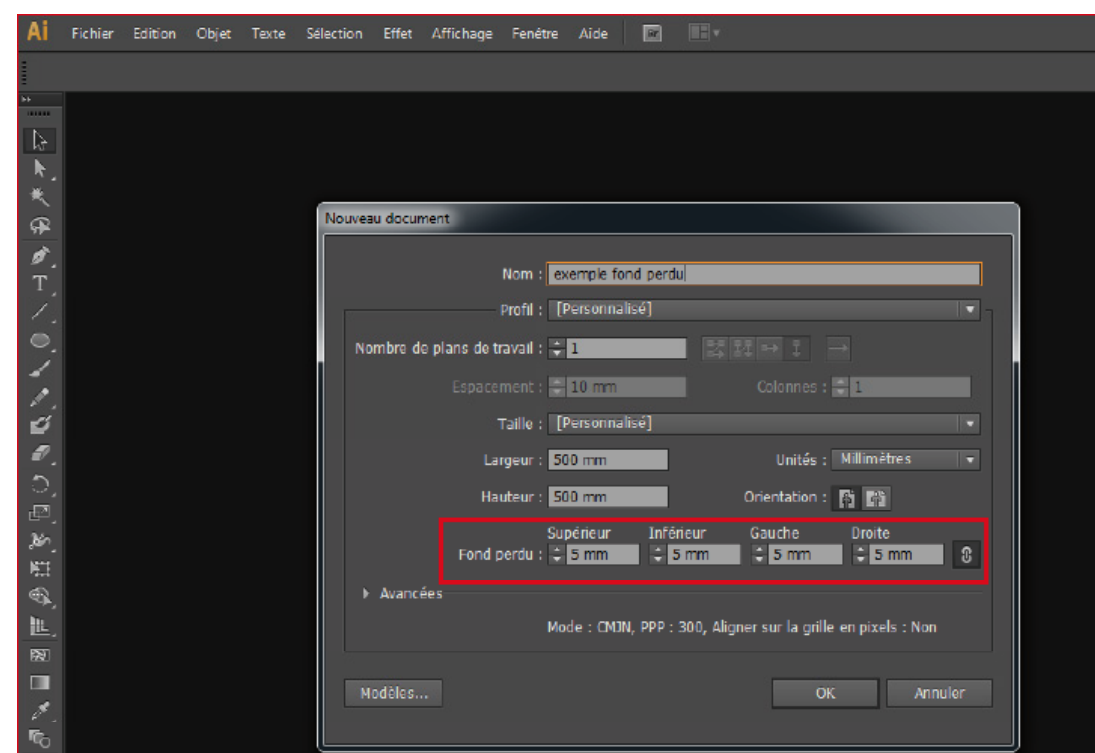 Ai Fichier Edition Objet Texte Sélection Effet Affichage Fenêtre Aide Br
Nouveau document
Nom : exemple fond perdu
Profil : [Personnalisé]
Nombre de plans de travail : 1
Espacement : 10 mm Colonnes : 1
Taille : [Personnalisé]
Largeur : 500 mm Unités : Millimètres
Hauteur : 500 mm Orientation :
Supérieur Inférieur Gauche Droite
Fond perdu : 5 mm 5 mm 5 mm 5 mm
Avancées
Mode : CMJN, PPP : 300, Aligner sur la grille en pixels : Non
Modèles... OK Annuler